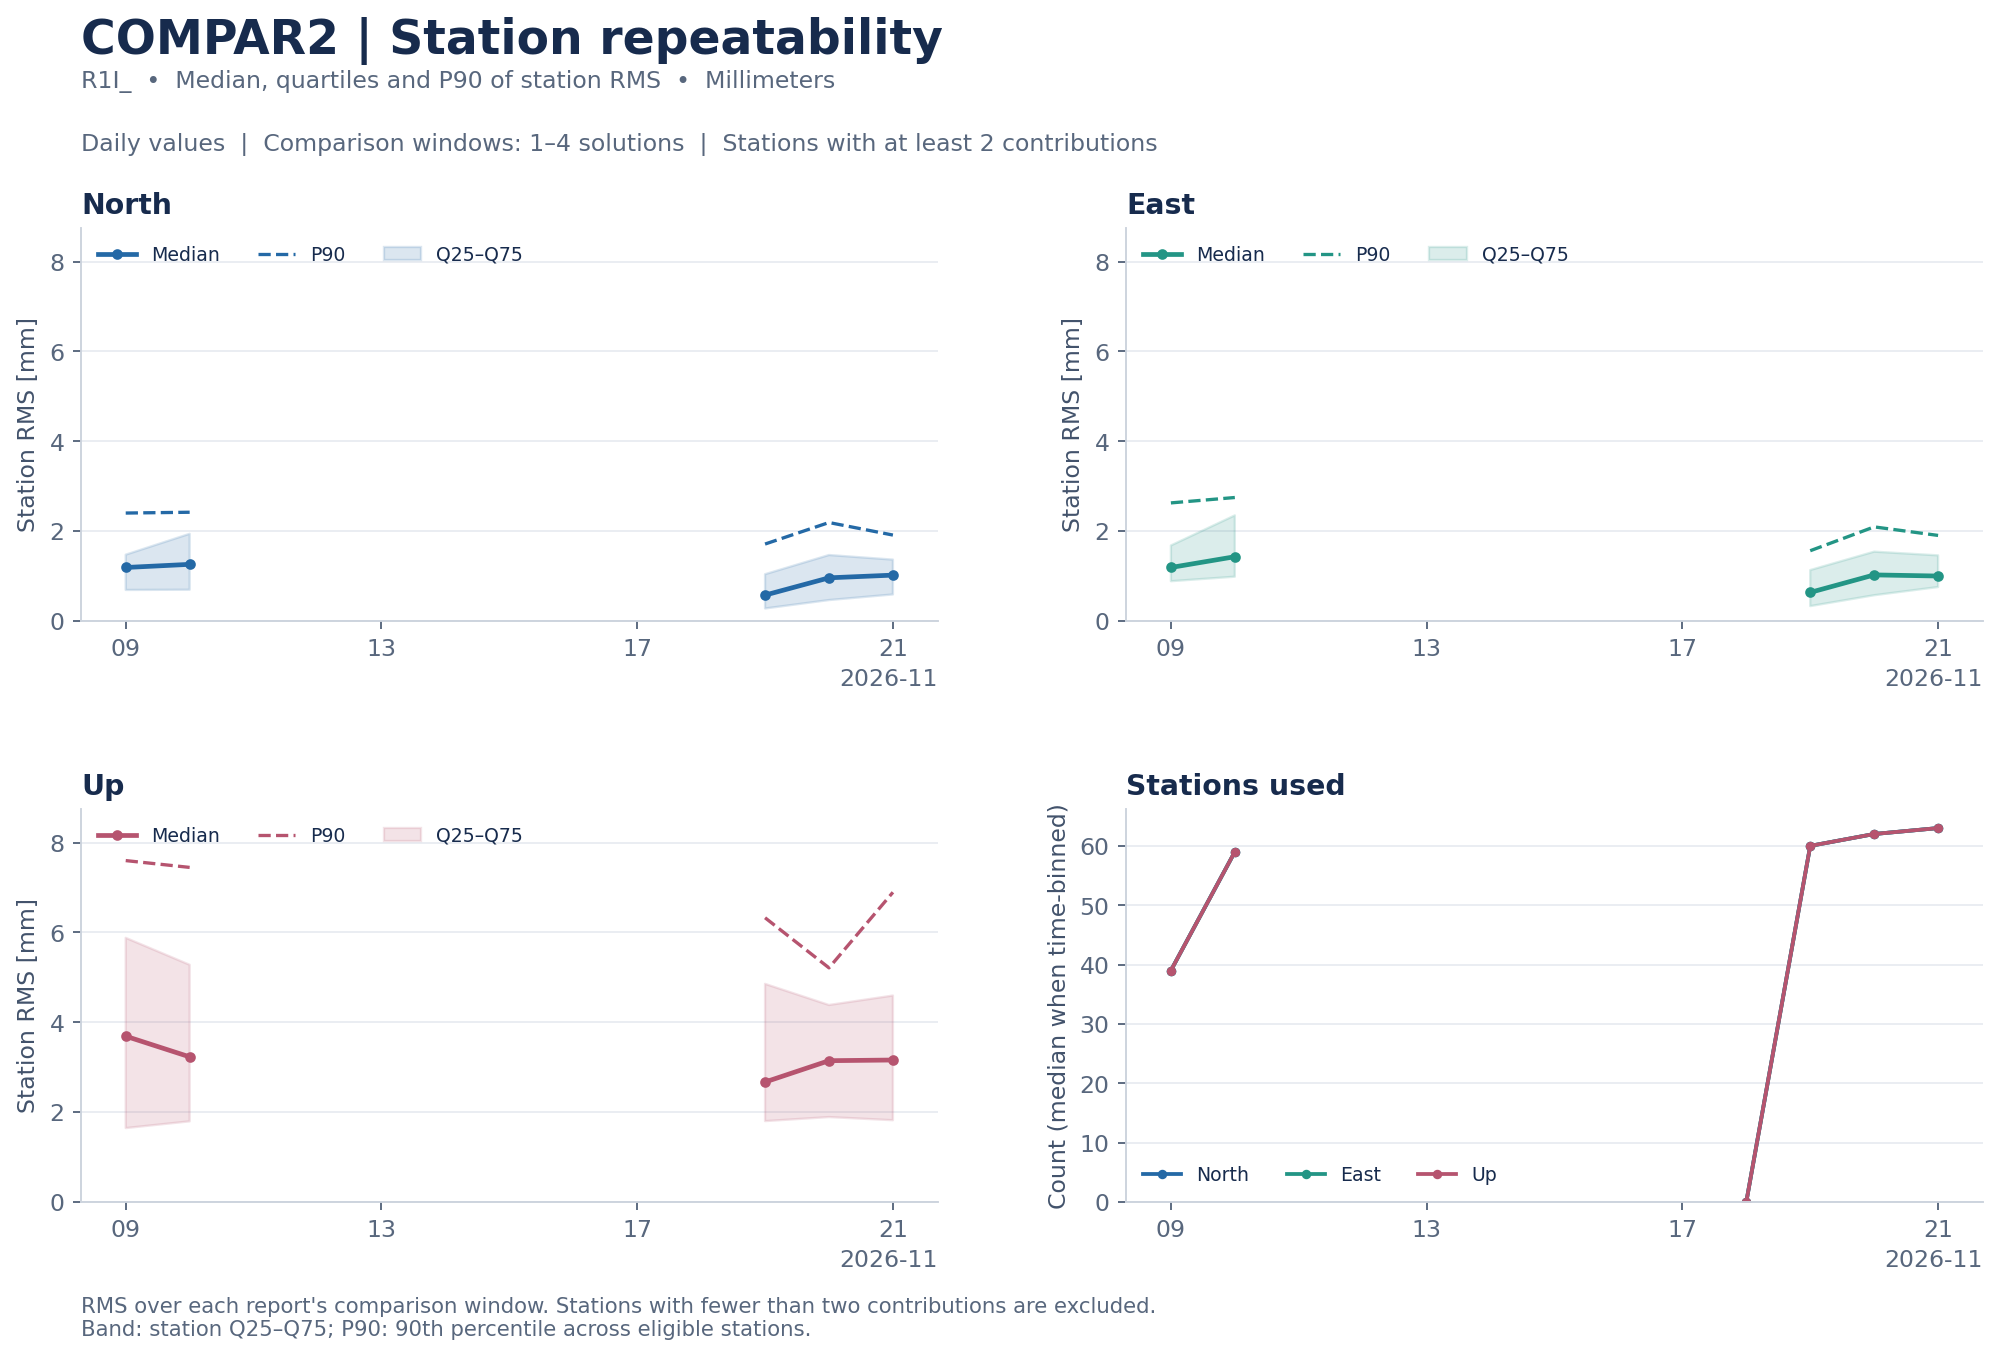 COMPAR2 | Station repeatability
R1I_ • Median, quartiles and P90 of station RMS • Millimeters
Daily values | Comparison windows: 1–4 solutions | Stations with at least 2 contributions
North
Median P90 Q25–Q75
Station RMS [mm]
8
6
4
2
0
09 13 17 21
2026-11
East
Median P90 Q25–Q75
Station RMS [mm]
8
6
4
2
0
09 13 17 21
2026-11
Up
Median P90 Q25–Q75
Station RMS [mm]
8
6
4
2
0
09 13 17 21
2026-11
Stations used
Count (median when time-binned)
60
50
40
30
20
10
0
North East Up
09 13 17 21
2026-11
RMS over each report's comparison window. Stations with fewer than two contributions are excluded.
Band: station Q25–Q75; P90: 90th percentile across eligible stations.